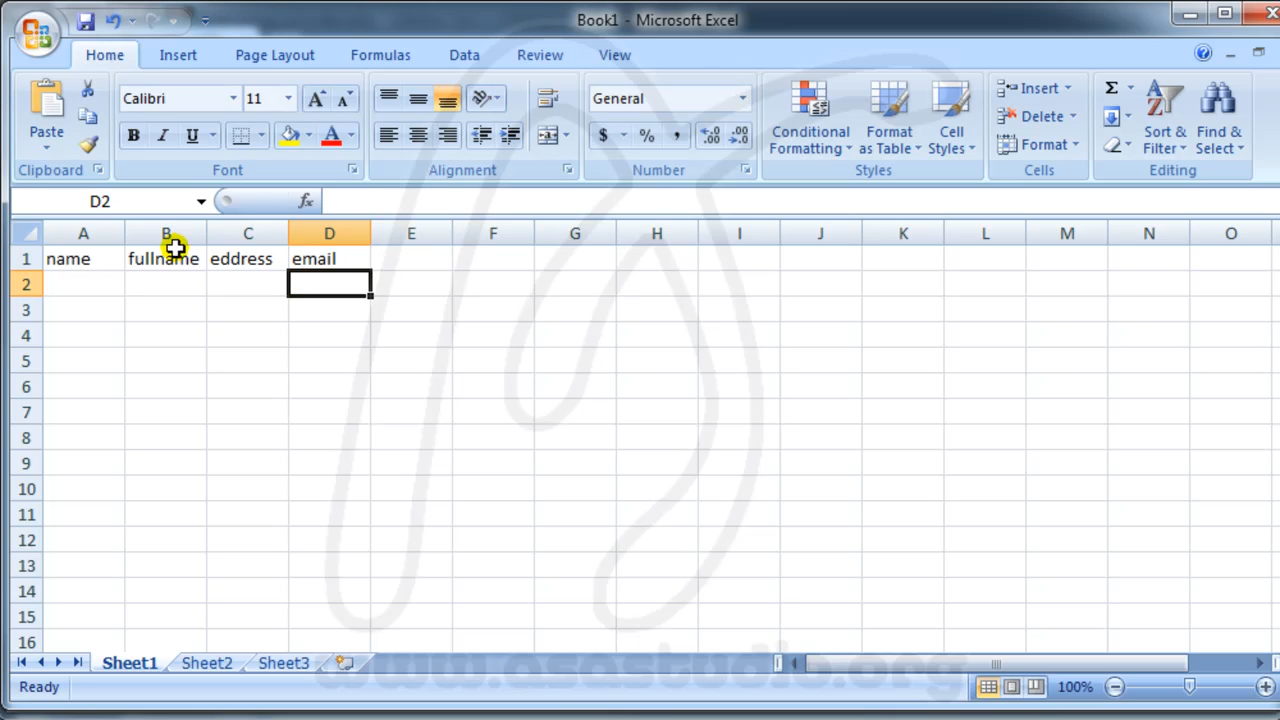 Book1 - Microsoft Excel
Home Insert Page Layout Formulas Data Review View
Calibri 11 General
Paste
B I U $ % ,
Conditional Formatting
Format as Table
Cell Styles
Insert
Delete
Format
Sort & Filter
Find & Select
Clipboard Font Alignment Number Styles Cells Editing
D2 fx
A B C D E F G H I J K L M N O
1 name fullname eddress email
2
3
4
5
6
7
8
9
10
11
12
13
14
15
16
Sheet1 Sheet2 Sheet3
www.asastudio.org
Ready 100%